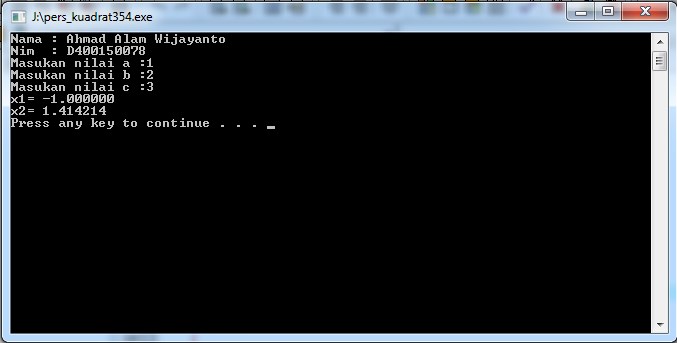 J:\pers_kuadrat354.exe
Nama : Ahmad Alam Wijayanto
Nim  : D400150078
Masukan nilai a :1
Masukan nilai b :2
Masukan nilai c :3
x1= -1.000000
x2= 1.414214
Press any key to continue . . . _